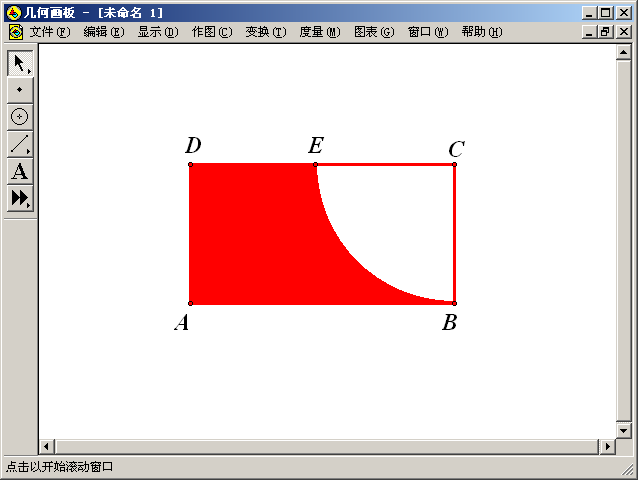 几何画板 - [未命名 1]
文件(F) 编辑(E) 显示(D) 作图(C) 变换(T) 度量(M) 图表(G) 窗口(W) 帮助(H)
A
D E C
A B
点击以开始滚动窗口